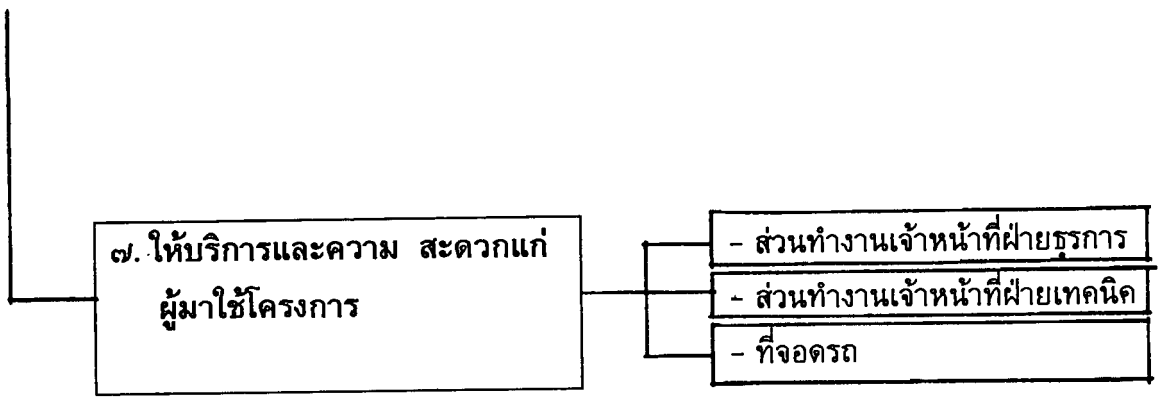 ๗. ให้บริการและความ สะดวกแก่
ผู้มาใช้โครงการ
- ส่วนทำงานเจ้าหน้าที่ฝ่ายธุรการ
- ส่วนทำงานเจ้าหน้าที่ฝ่ายเทคนิค
- ที่จอดรถ